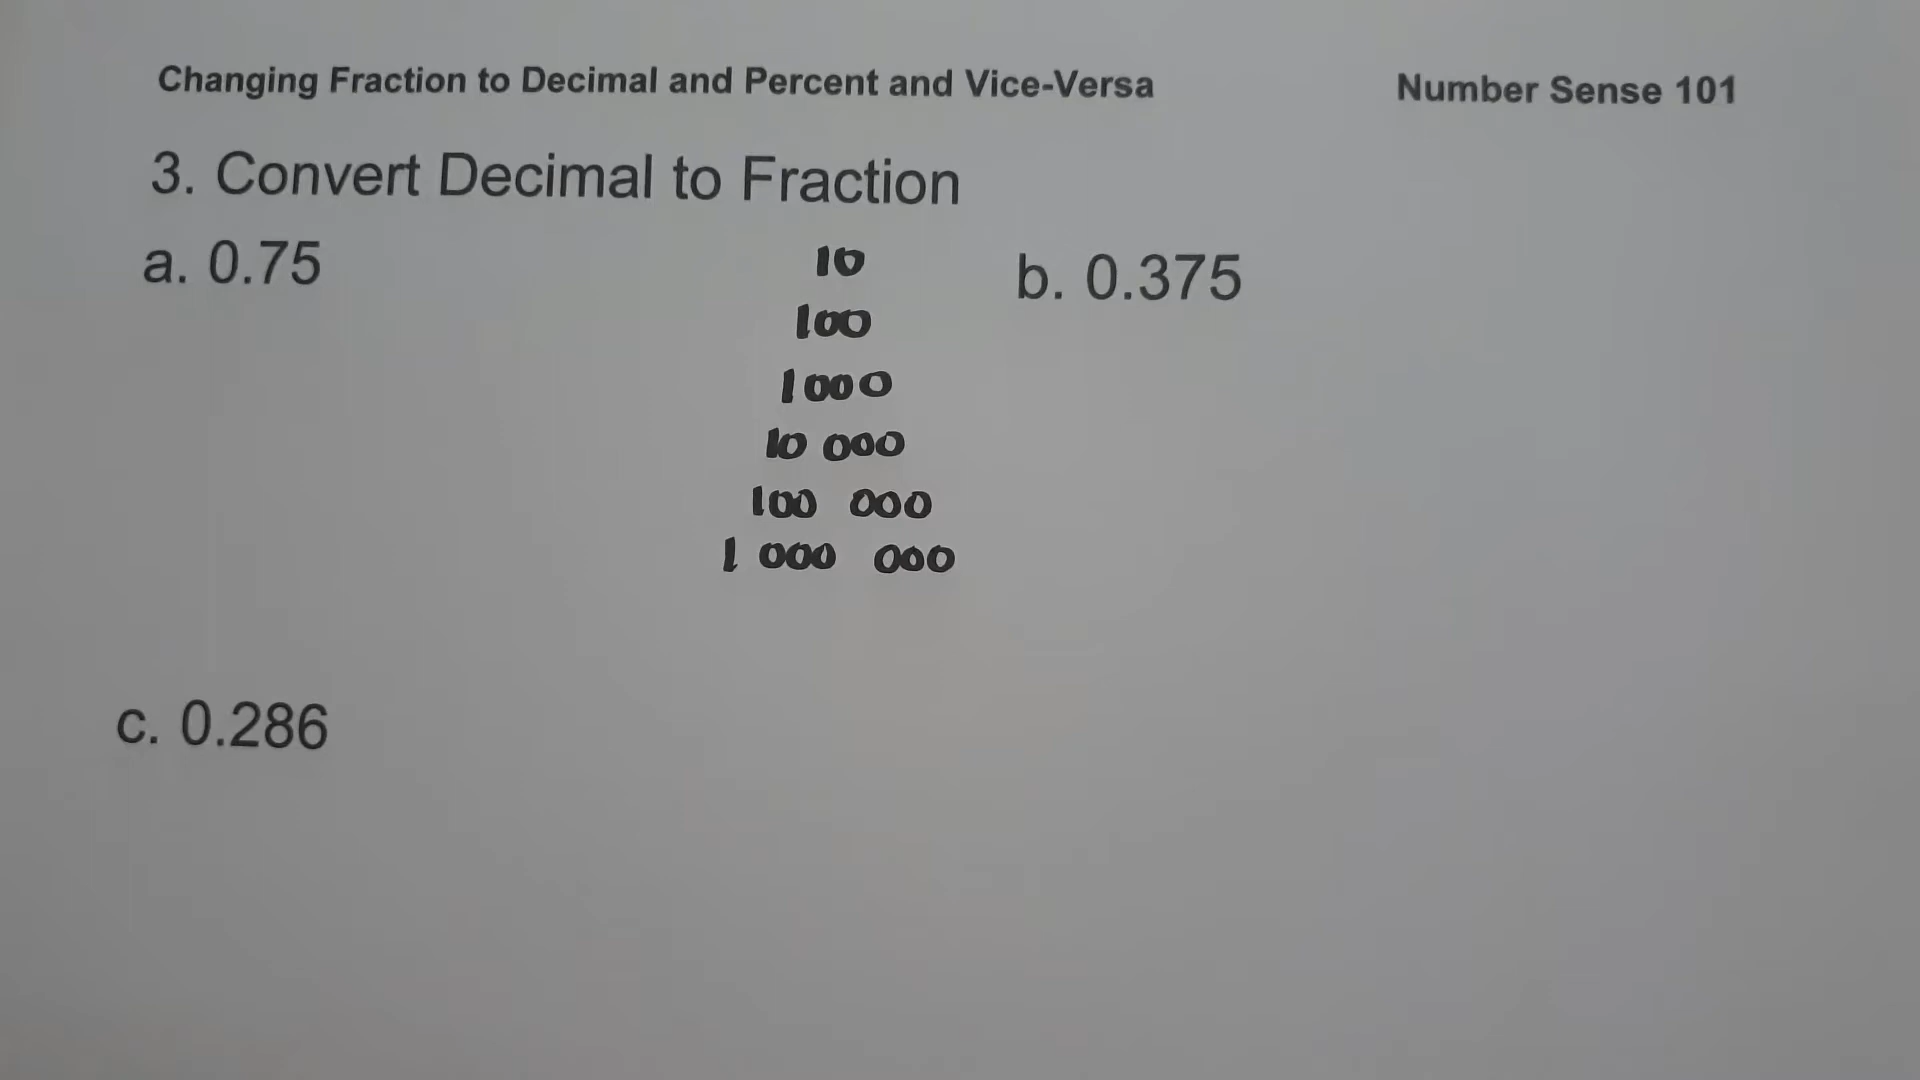 Changing Fraction to Decimal and Percent and Vice-Versa
Number Sense 101
3. Convert Decimal to Fraction
a. 0.75
10
b. 0.375
100
1000
10 000
100 000
1 000 000
c. 0.286